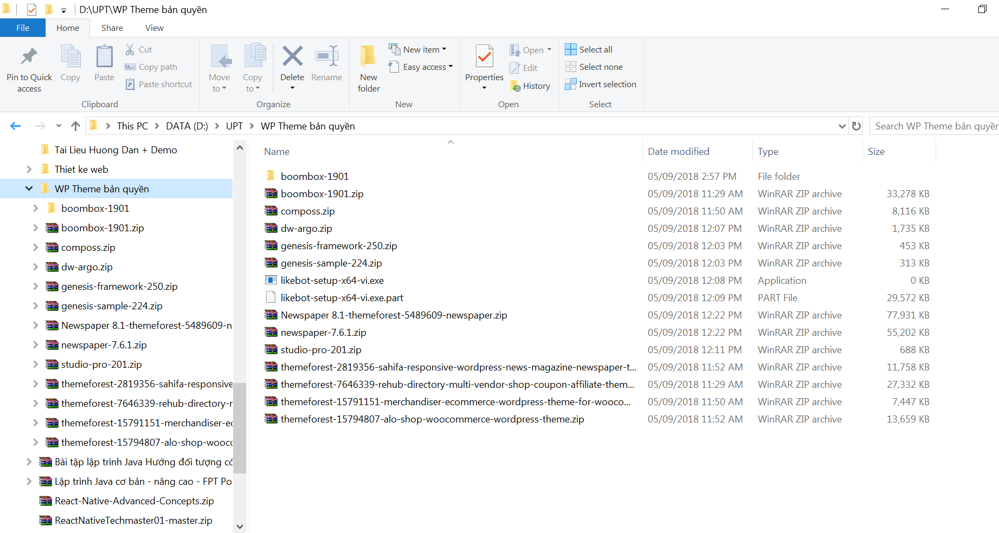 D:\UPT\WP Theme bản quyền
File Home Share View
Pin to Quick access
Copy
Paste
Cut
Copy path
Paste shortcut
Clipboard
Move to
Copy to
Delete
Rename
Organize
New folder
New item
Easy access
New
Properties
Open
Edit
History
Open
Select all
Select none
Invert selection
Select
This PC DATA (D:) UPT WP Theme bản quyền
Search WP Theme bản quyền
Tai Lieu Huong Dan + Demo
Thiet ke web
WP Theme bản quyền
boombox-1901
boombox-1901.zip
composs.zip
dw-argo.zip
genesis-framework-250.zip
genesis-sample-224.zip
Newspaper 8.1-themeforest-5489609-n
newspaper-7.6.1.zip
studio-pro-201.zip
themeforest-2819356-sahifa-responsive
themeforest-7646339-rehub-directory-r
themeforest-15791151-merchandiser-ec
themeforest-15794807-alo-shop-wooco
Bài tập lập trình Java Hướng đối tượng có
Lập trình Java cơ bản - nâng cao - FPT Po
React-Native-Advanced-Concepts.zip
ReactNativeTechmaster01-master.zip
Name Date modified Type Size
boombox-1901 05/09/2018 2:57 PM File folder
boombox-1901.zip 05/09/2018 11:29 AM WinRAR ZIP archive 33,278 KB
composs.zip 05/09/2018 11:50 AM WinRAR ZIP archive 8,116 KB
dw-argo.zip 05/09/2018 12:07 PM WinRAR ZIP archive 1,735 KB
genesis-framework-250.zip 05/09/2018 12:03 PM WinRAR ZIP archive 453 KB
genesis-sample-224.zip 05/09/2018 12:03 PM WinRAR ZIP archive 313 KB
likebot-setup-x64-vi.exe 05/09/2018 12:08 PM Application 0 KB
likebot-setup-x64-vi.exe.part 05/09/2018 12:09 PM PART File 29,572 KB
Newspaper 8.1-themeforest-5489609-newspaper.zip 05/09/2018 12:22 PM WinRAR ZIP archive 77,931 KB
newspaper-7.6.1.zip 05/09/2018 12:22 PM WinRAR ZIP archive 55,202 KB
studio-pro-201.zip 05/09/2018 12:11 PM WinRAR ZIP archive 688 KB
themeforest-2819356-sahifa-responsive-wordpress-news-magazine-newspaper-t... 05/09/2018 11:52 AM WinRAR ZIP archive 11,758 KB
themeforest-7646339-rehub-directory-multi-vendor-shop-coupon-affiliate-them... 05/09/2018 11:29 AM WinRAR ZIP archive 27,332 KB
themeforest-15791151-merchandiser-ecommerce-wordpress-theme-for-wooco... 05/09/2018 11:50 AM WinRAR ZIP archive 7,447 KB
themeforest-15794807-alo-shop-woocommerce-wordpress-theme.zip 05/09/2018 11:52 AM WinRAR ZIP archive 13,659 KB